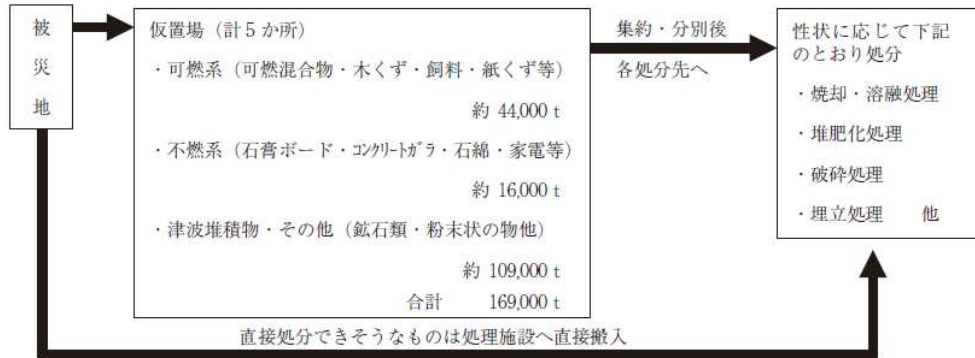 被
災
地
仮置場（計５か所）
・可燃系（可燃混合物・木くず・飼料・紙くず等）
約 44,000ｔ
・不燃系（石膏ボード・ｺﾝｸﾘｰﾄｶﾞﾗ・石綿・家電等）
約 16,000ｔ
・津波堆積物・その他（鉱石類・粉末状の物他）
約 109,000ｔ
合計　169,000ｔ
集約・分別後
各処分先へ
性状に応じて下記
のとおり処分
・焼却・溶融処理
・堆肥化処理
・破砕処理
・埋立処理　他
直接処分できそうなものは処理施設へ直接搬入